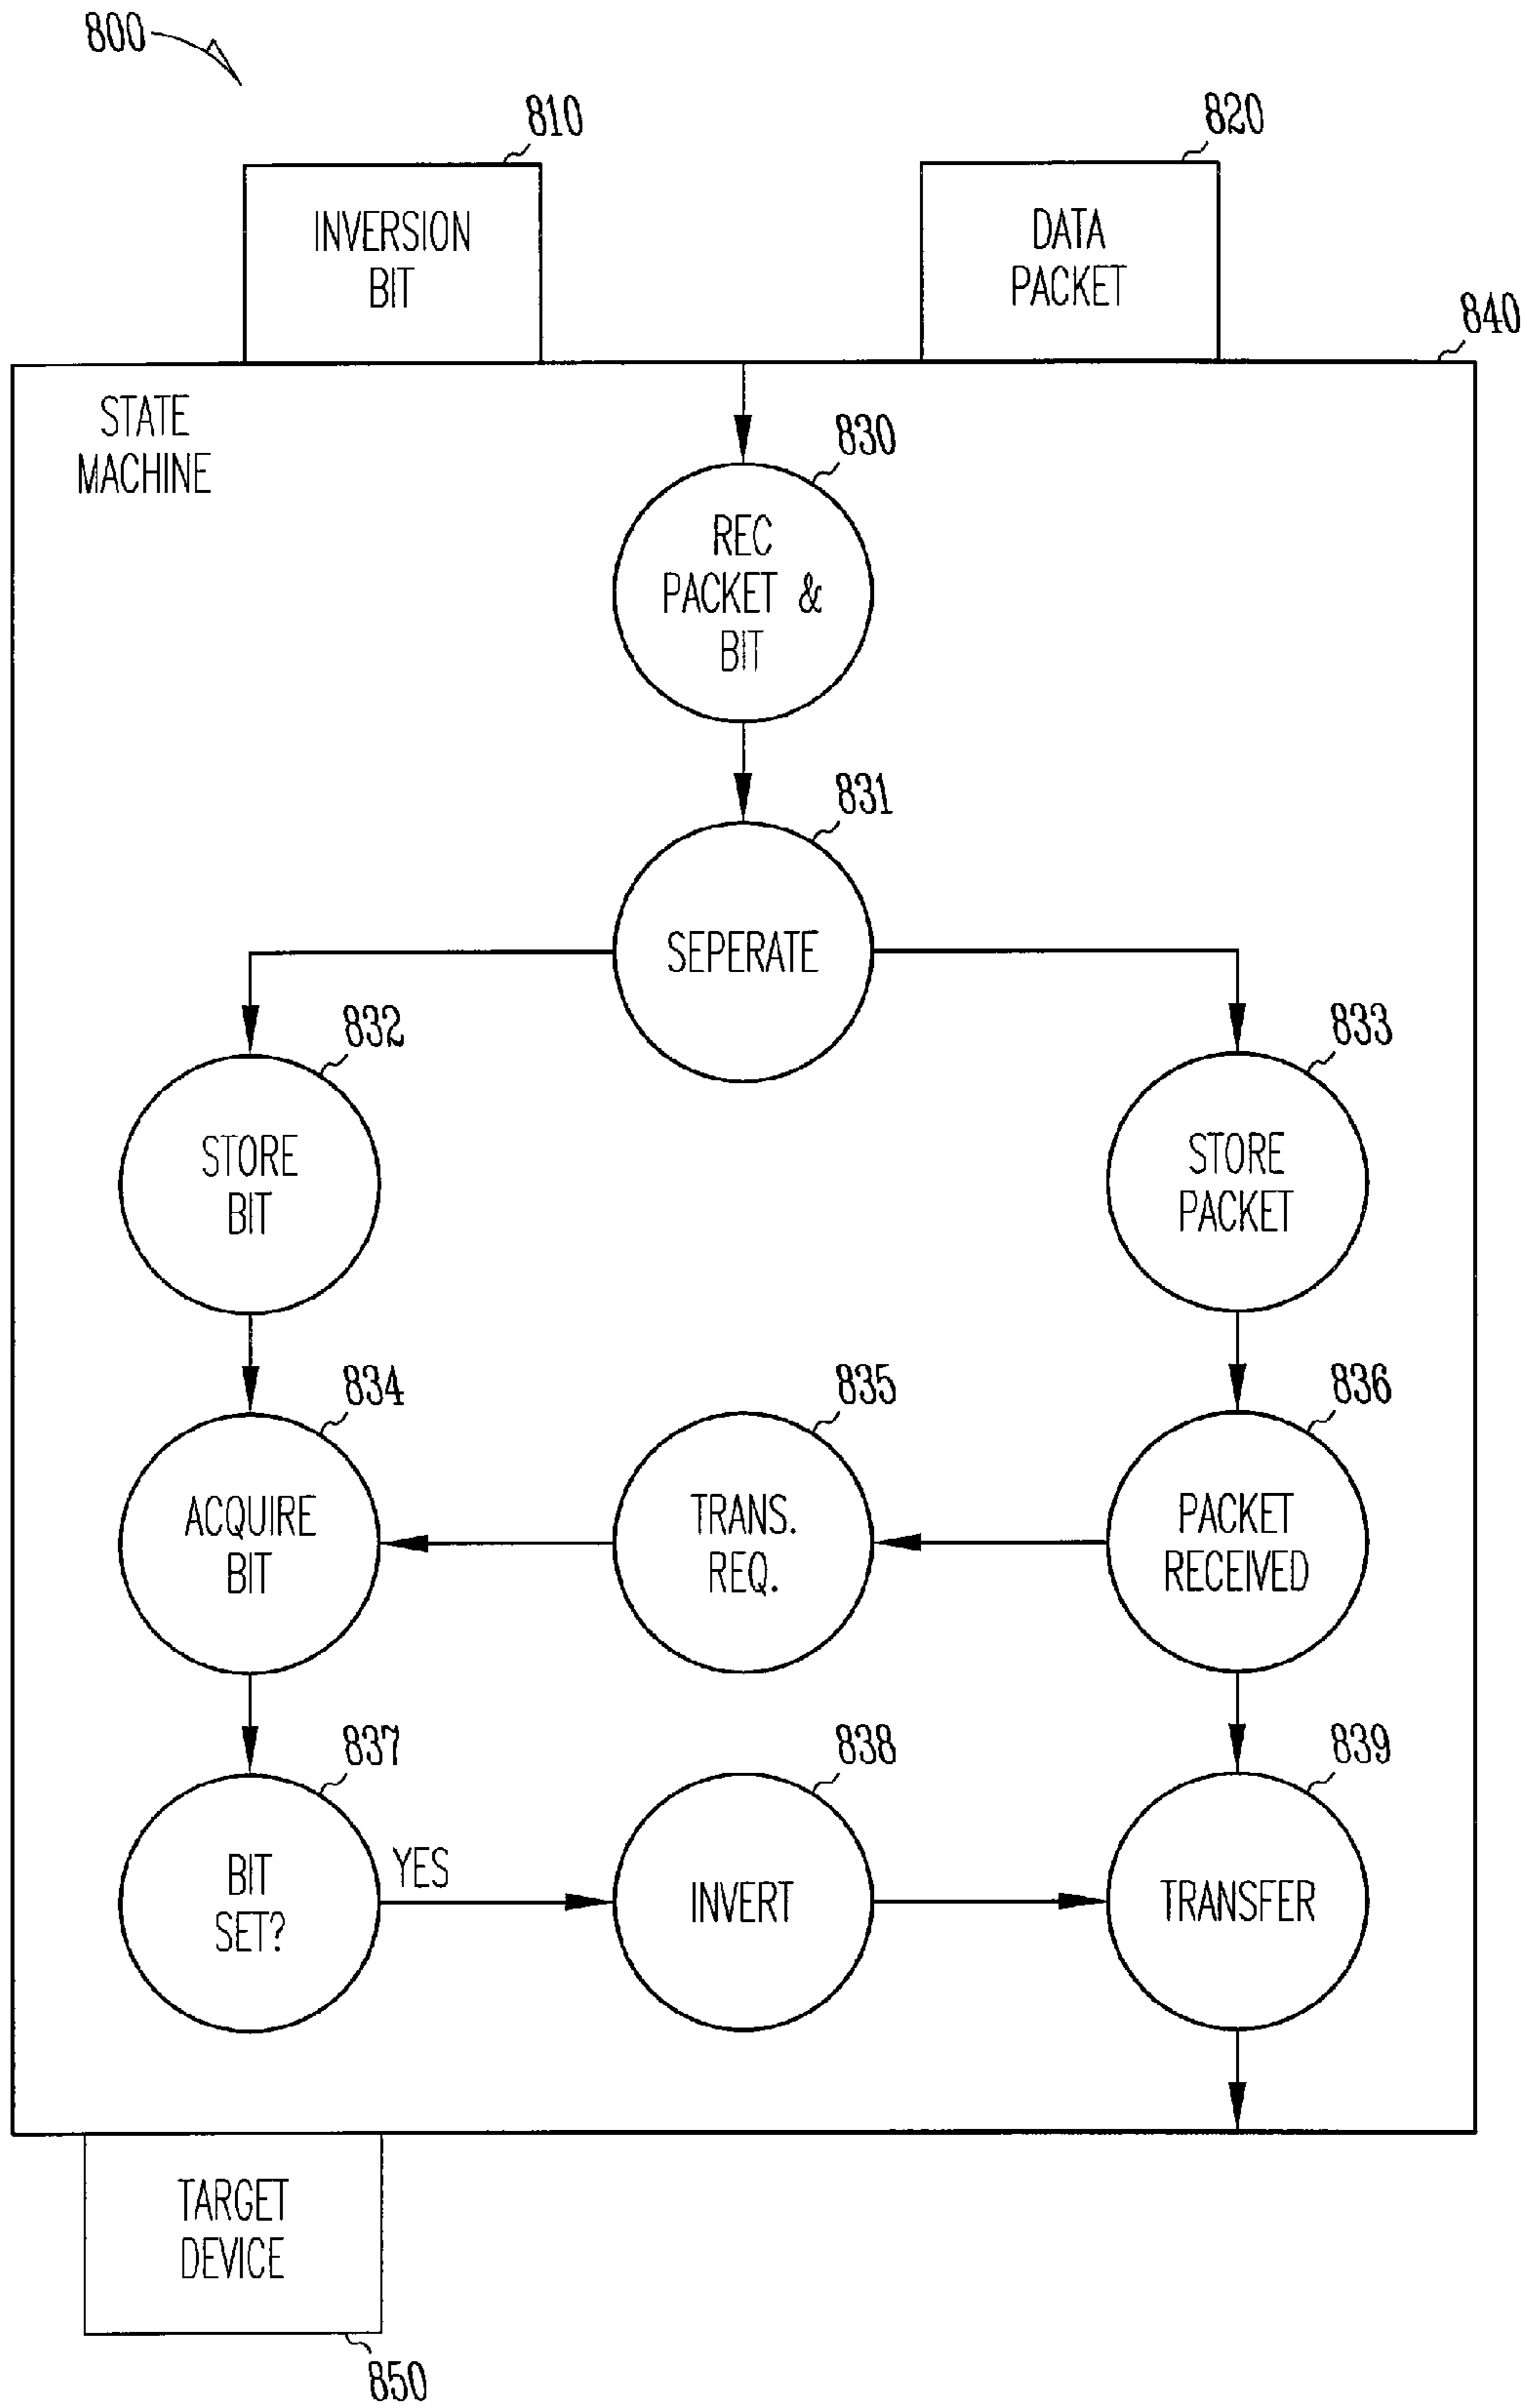 800
810
820
INVERSION
BIT
DATA
PACKET
840
STATE
MACHINE
830
REC
PACKET &
BIT
831
SEPERATE
832
833
STORE
BIT
STORE
PACKET
834
835
836
ACQUIRE
BIT
TRANS.
REQ.
PACKET
RECEIVED
837
838
839
BIT
SET?
YES
INVERT
TRANSFER
TARGET
DEVICE
850